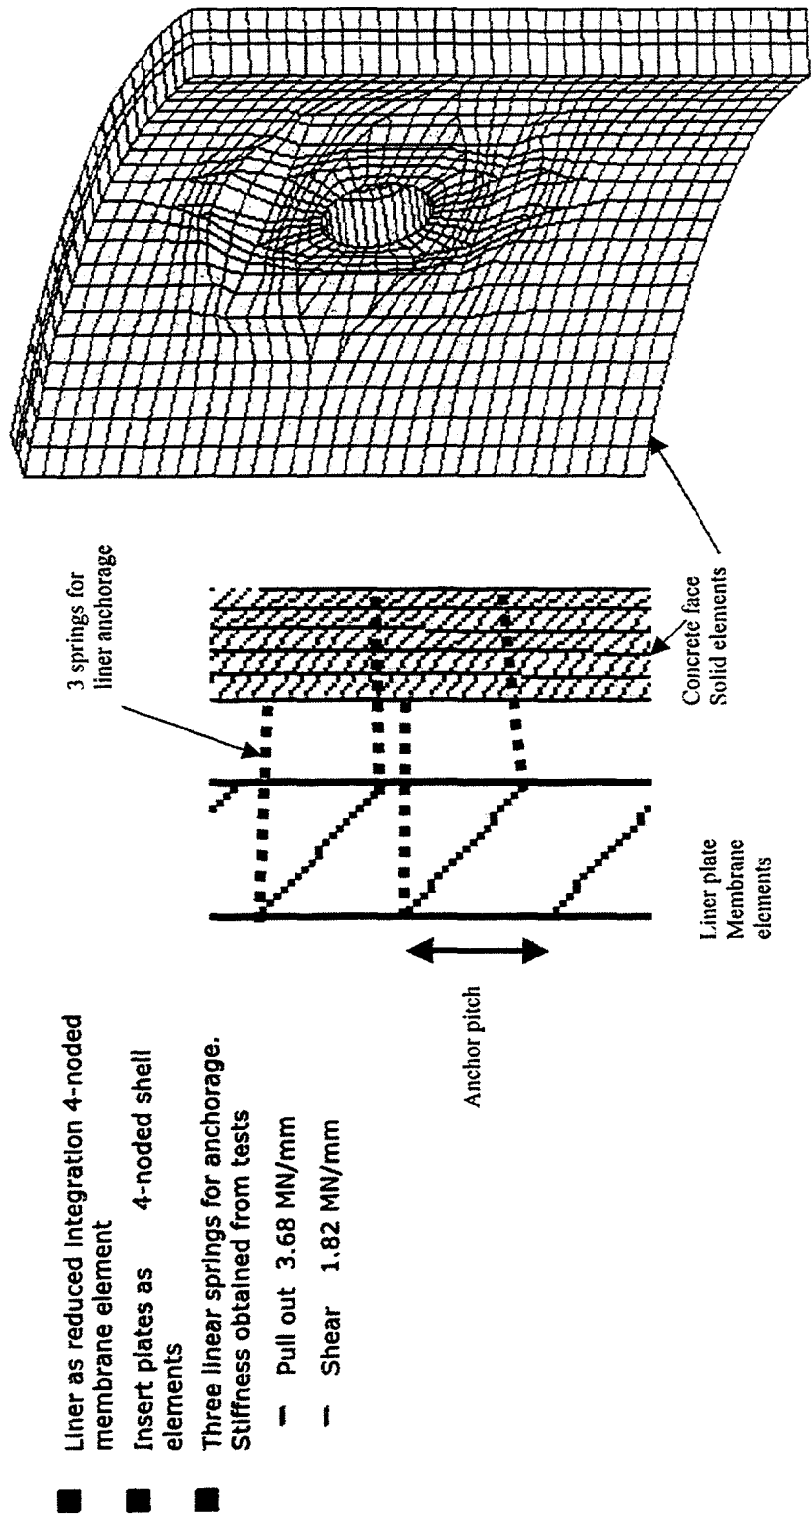 ■ Liner as reduced integration 4-noded
membrane element
■ Insert plates as 4-noded shell
elements
■ Three linear springs for anchorage.
Stiffness obtained from tests
– Pull out 3.68 MN/mm
– Shear 1.82 MN/mm
3 springs for
liner anchorage
Anchor pitch
Liner plate
Membrane
elements
Concrete face
Solid elements